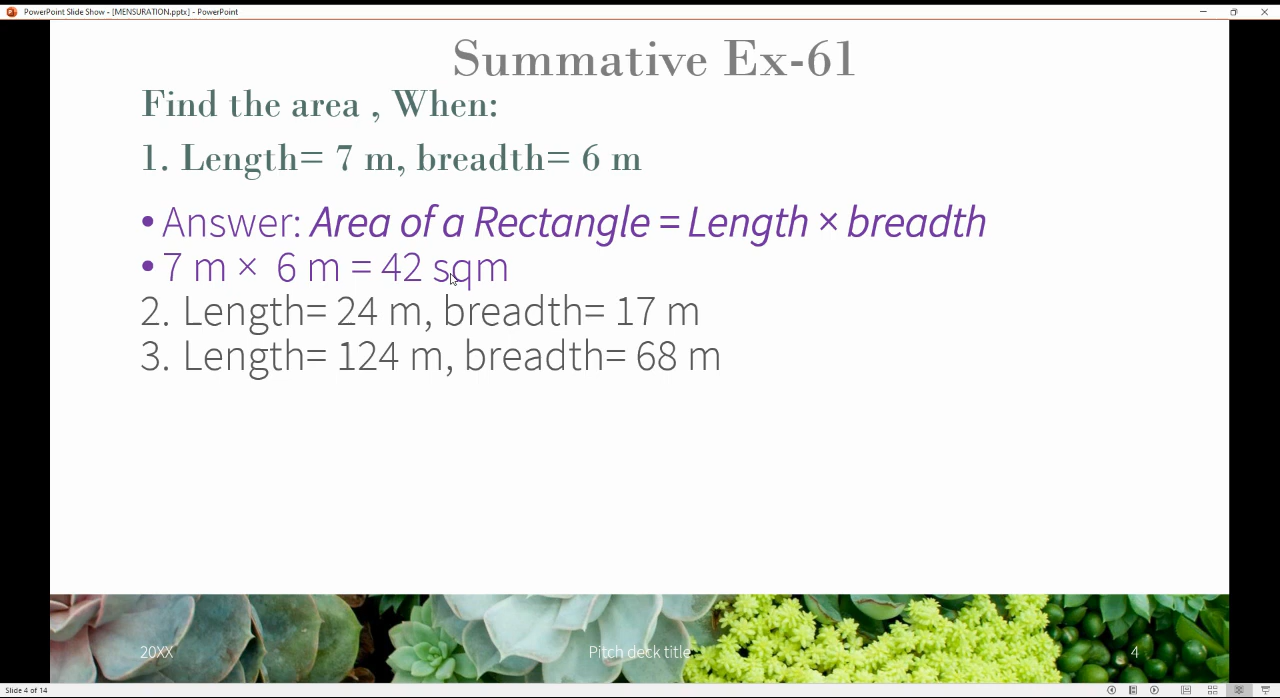 PowerPoint Slide Show - [MENSURATION.pptx] - PowerPoint
Summative Ex-61
Find the area , When:
1. Length= 7 m, breadth= 6 m
• Answer: Area of a Rectangle = Length × breadth
• 7 m × 6 m = 42 sqm
2. Length= 24 m, breadth= 17 m
3. Length= 124 m, breadth= 68 m
20XX Pitch deck title 4
Slide 4 of 14